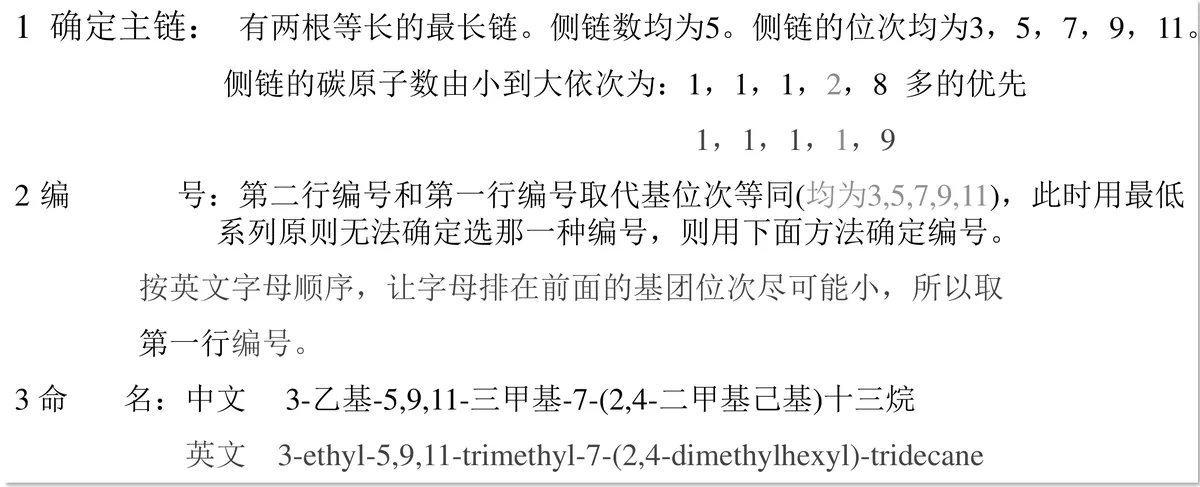 1 确定主链： 有两根等长的最长链。侧链数均为5。侧链的位次均为3，5，7，9，11。
侧链的碳原子数由小到大依次为：1，1，1，2，8 多的优先
1，1，1，1，9
2 编 号：第二行编号和第一行编号取代基位次等同(均为3,5,7,9,11)，此时用最低
系列原则无法确定选那一种编号，则用下面方法确定编号。
按英文字母顺序，让字母排在前面的基团位次尽可能小，所以取
第一行编号。
3 命 名：中文 3-乙基-5,9,11-三甲基-7-(2,4-二甲基己基)十三烷
英文 3-ethyl-5,9,11-trimethyl-7-(2,4-dimethylhexyl)-tridecane